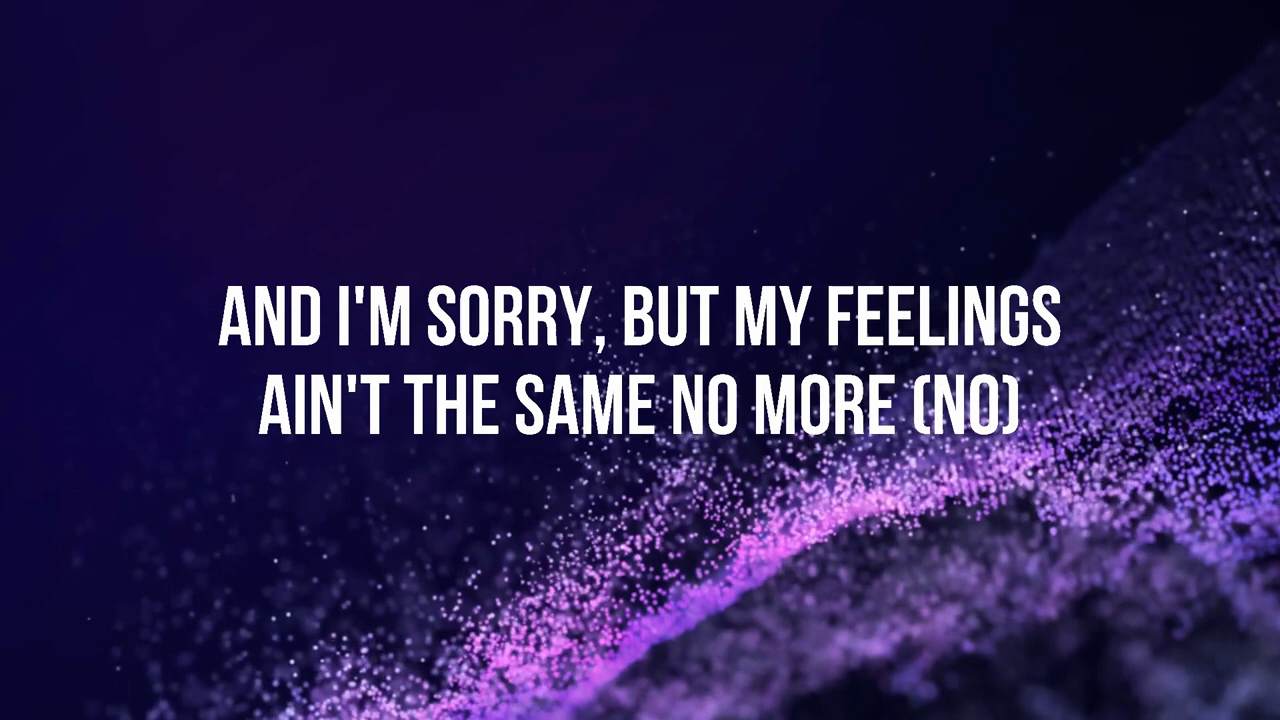 AND I'M SORRY, BUT MY FEELINGS
AIN'T THE SAME NO MORE (NO)